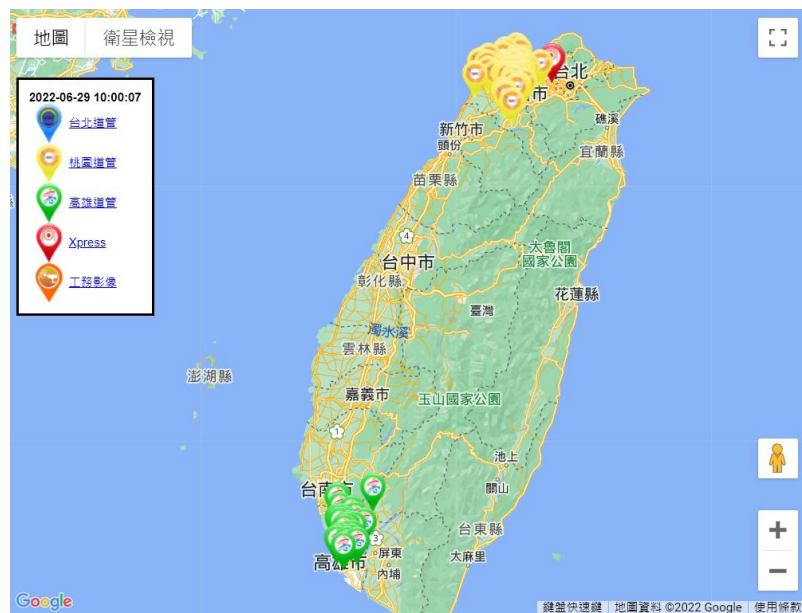 地圖
衛星檢視
2022-06-29 10:00:07
台北道管
桃園道管
高雄道管
Xpress
工務影像
台北
市
礁溪
新竹市
頭份
宜蘭縣
苗栗縣
4
太魯閣
國家公園
台中市
彰化縣
花蓮縣
臺灣
濁水溪
雲林縣
澎湖縣
嘉義市
玉山國家公園
1
池上
台南市
關山
台東縣
3
高雄市
屏東
太麻里
內埔
Google
鍵盤快速鍵
地圖資料 ©2022 Google
使用條款